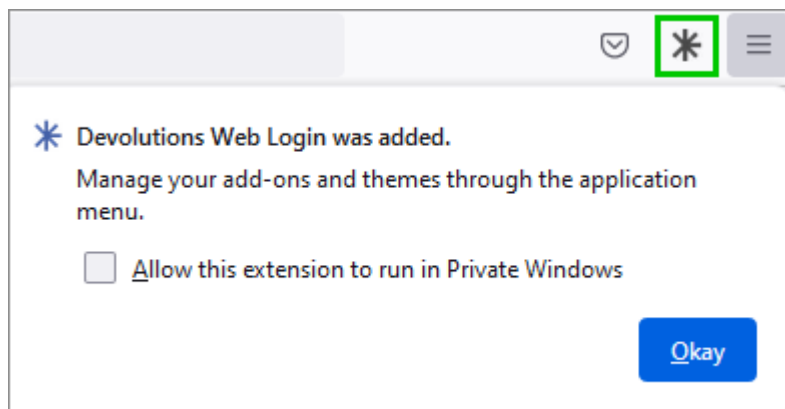 Devolutions Web Login was added.
Manage your add-ons and themes through the application
menu.
Allow this extension to run in Private Windows
Okay